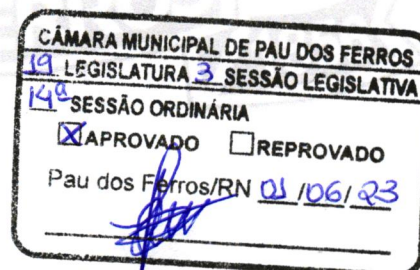 CÂMARA MUNICIPAL DE PAU DOS FERROS
19 LEGISLATURA 3 SESSÃO LEGISLATIVA
14ª SESSÃO ORDINÁRIA
☒APROVADO ☐REPROVADO
Pau dos Ferros/RN 01/06/23